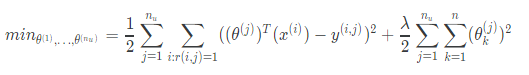 min_{θ^{(1)},…,θ^{(n_u)}} = \frac{1}{2} \sum_{j=1}^{n_u} \sum_{i:r(i,j)=1} ((θ^{(j)})^T (x^{(i)}) − y^{(i,j)})^2 + \frac{λ}{2} \sum_{j=1}^{n_u} \sum_{k=1}^{n} (θ_k^{(j)})^2